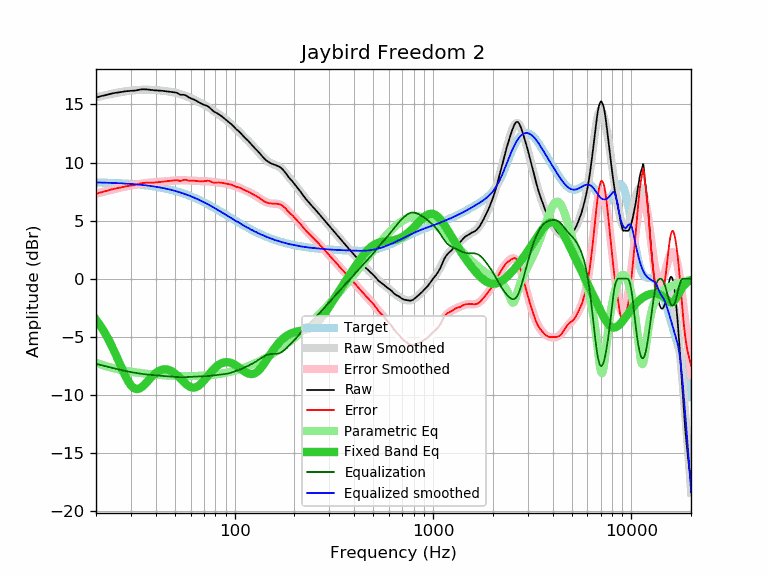 Jaybird Freedom 2
Amplitude (dBr)
15
10
5
0
−5
−10
−15
−20
Target
Raw Smoothed
Error Smoothed
Raw
Error
Parametric Eq
Fixed Band Eq
Equalization
Equalized smoothed
100
1000
10000
Frequency (Hz)